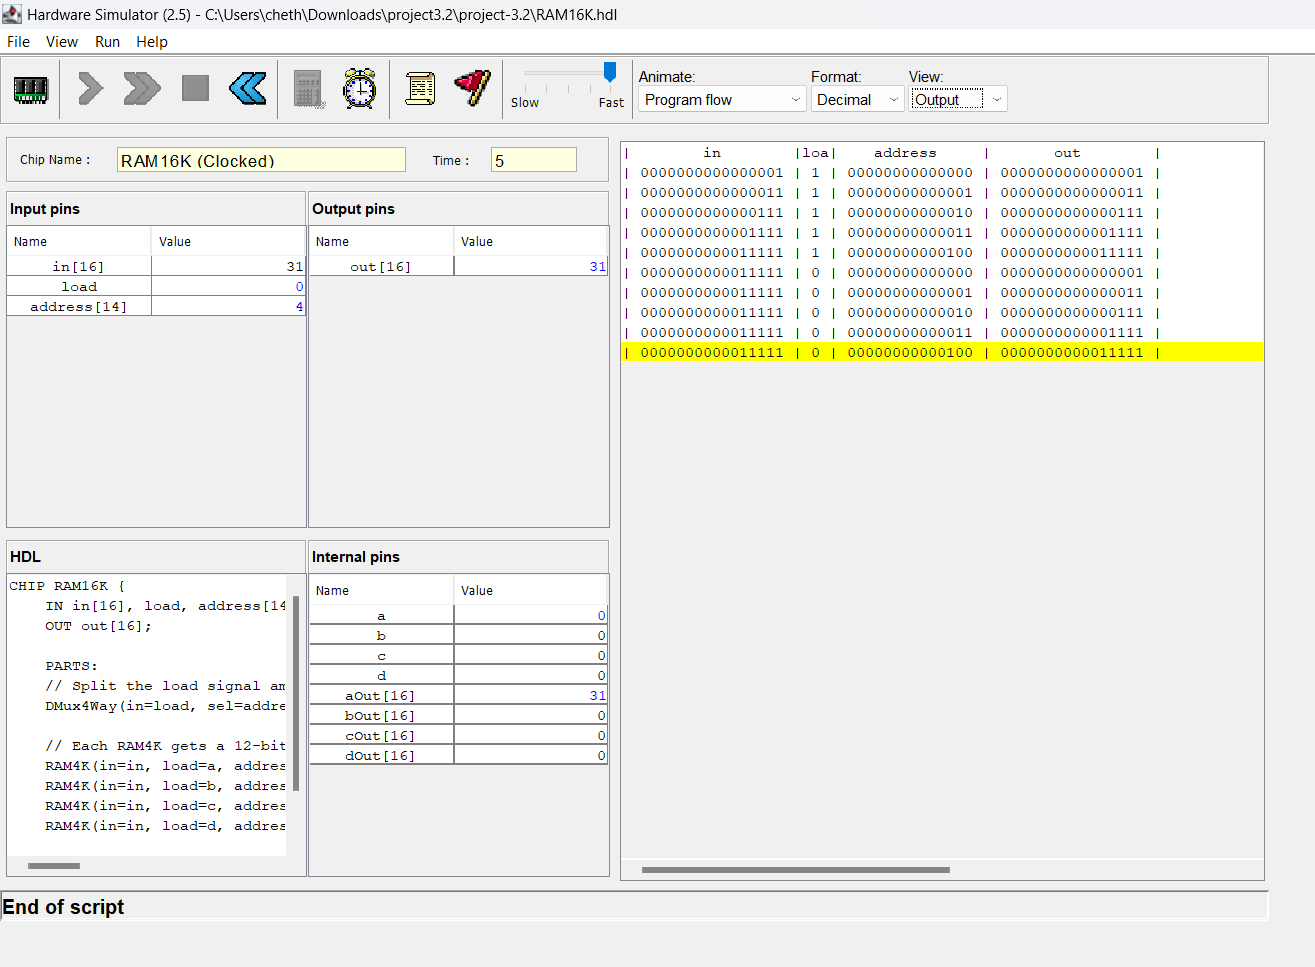 Hardware Simulator (2.5) - C:\Users\cheth\Downloads\project3.2\project-3.2\RAM16K.hdl
File View Run Help
Slow Fast
Animate: Format: View:
Program flow Decimal Output
Chip Name : RAM16K (Clocked) Time : 5
Input pins
Name Value
in[16] 31
load 0
address[14] 4
Output pins
Name Value
out[16] 31
HDL
CHIP RAM16K {
IN in[16], load, address[14
OUT out[16];
PARTS:
// Split the load signal am
DMux4Way(in=load, sel=addre
// Each RAM4K gets a 12-bit
RAM4K(in=in, load=a, addres
RAM4K(in=in, load=b, addres
RAM4K(in=in, load=c, addres
RAM4K(in=in, load=d, addres
Internal pins
Name Value
a 0
b 0
c 0
d 0
aOut[16] 31
bOut[16] 0
cOut[16] 0
dOut[16] 0
| in |loa| address | out |
| 0000000000000001 | 1 | 00000000000000 | 0000000000000001 |
| 0000000000000011 | 1 | 00000000000001 | 0000000000000011 |
| 0000000000000111 | 1 | 00000000000010 | 0000000000000111 |
| 0000000000001111 | 1 | 00000000000011 | 0000000000001111 |
| 0000000000011111 | 1 | 00000000000100 | 0000000000011111 |
| 0000000000011111 | 0 | 00000000000000 | 0000000000000001 |
| 0000000000011111 | 0 | 00000000000001 | 0000000000000011 |
| 0000000000011111 | 0 | 00000000000010 | 0000000000000111 |
| 0000000000011111 | 0 | 00000000000011 | 0000000000001111 |
| 0000000000011111 | 0 | 00000000000100 | 0000000000011111 |
End of script